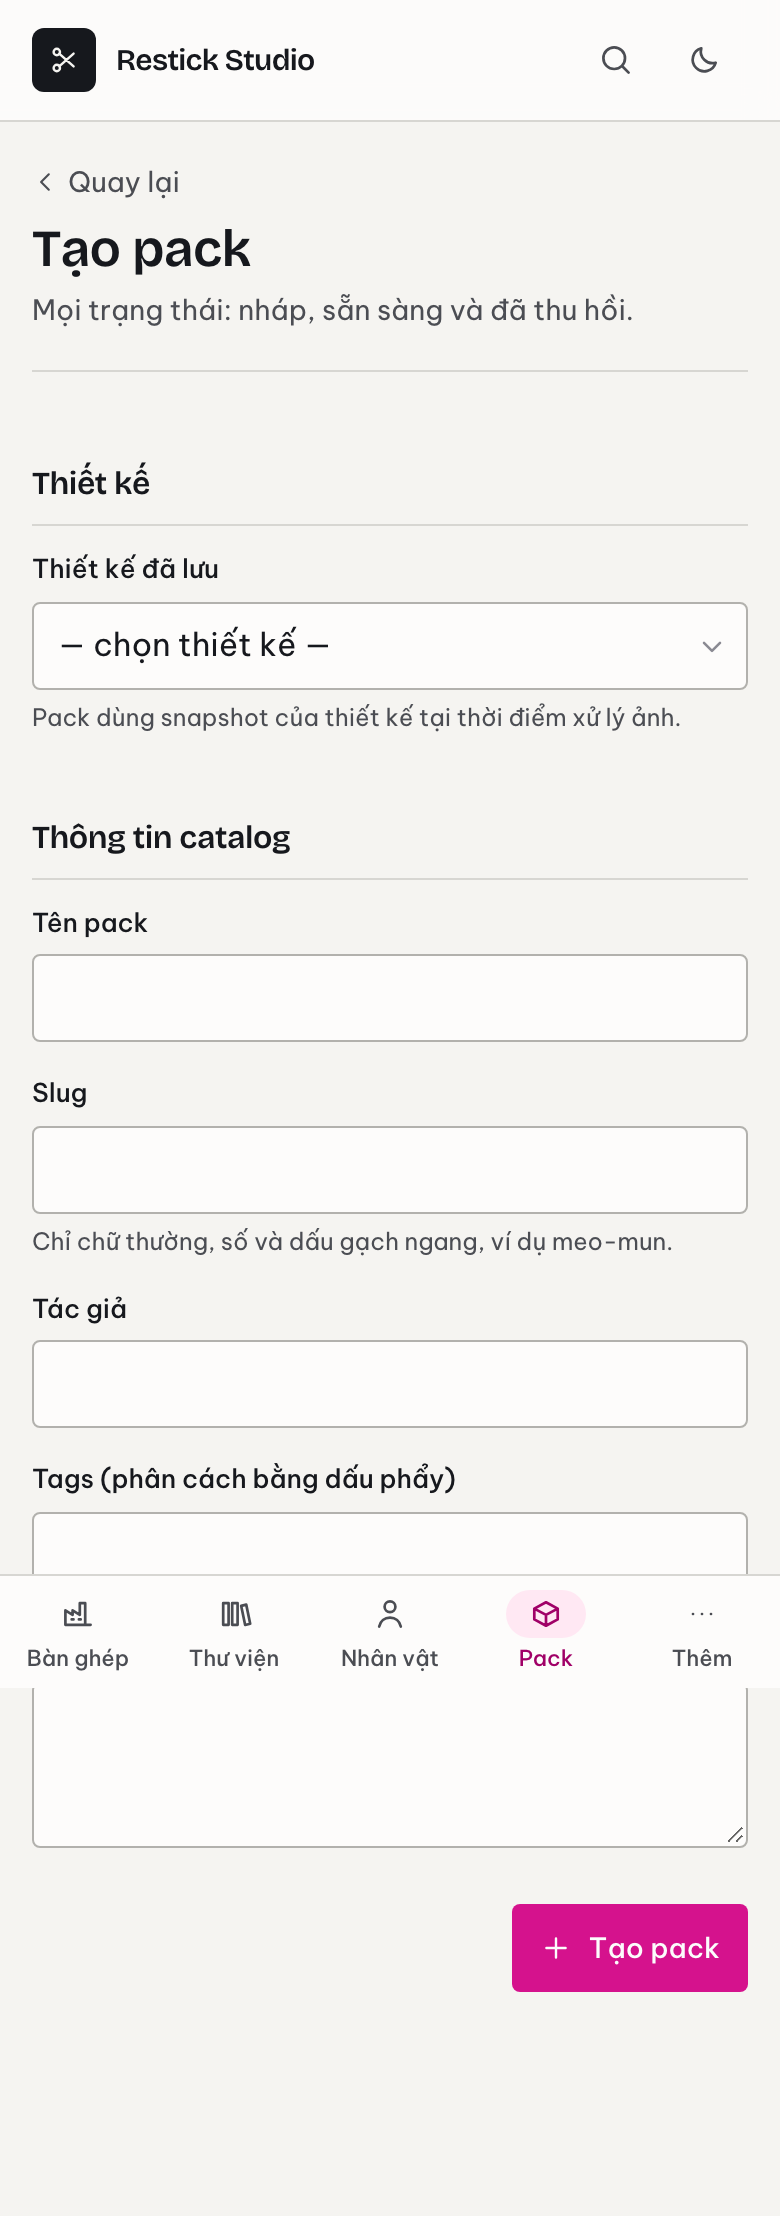 Restick Studio
Quay lại
Tạo pack
Mọi trạng thái: nháp, sẵn sàng và đã thu hồi.
Thiết kế
Thiết kế đã lưu
— chọn thiết kế —
Pack dùng snapshot của thiết kế tại thời điểm xử lý ảnh.
Thông tin catalog
Tên pack
Slug
Chỉ chữ thường, số và dấu gạch ngang, ví dụ meo-mun.
Tác giả
Tags (phân cách bằng dấu phẩy)
Bàn ghép Thư viện Nhân vật Pack Thêm
Tạo pack